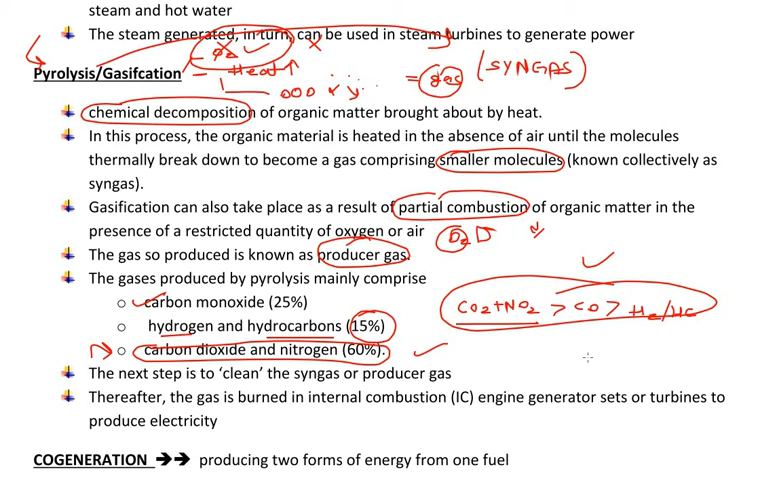 steam and hot water
The steam generated, in turn, can be used in steam turbines to generate power
Pyrolysis/Gasifcation
Heat↑
= gas (SYNGAS)
chemical decomposition of organic matter brought about by heat.
In this process, the organic material is heated in the absence of air until the molecules
thermally break down to become a gas comprising smaller molecules (known collectively as
syngas).
Gasification can also take place as a result of partial combustion of organic matter in the
presence of a restricted quantity of oxygen or air
O2
The gas so produced is known as producer gas.
The gases produced by pyrolysis mainly comprise
o carbon monoxide (25%)
o hydrogen and hydrocarbons (15%)
o carbon dioxide and nitrogen (60%).
CO2+NO2 > CO >
The next step is to ‘clean’ the syngas or producer gas
Thereafter, the gas is burned in internal combustion (IC) engine generator sets or turbines to
produce electricity
COGENERATION ➔➔ producing two forms of energy from one fuel